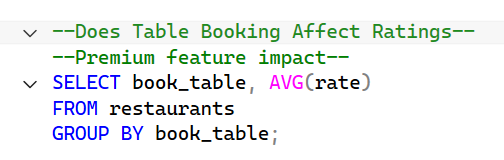 --Does Table Booking Affect Ratings--
--Premium feature impact--
SELECT book_table, AVG(rate)
FROM restaurants
GROUP BY book_table;